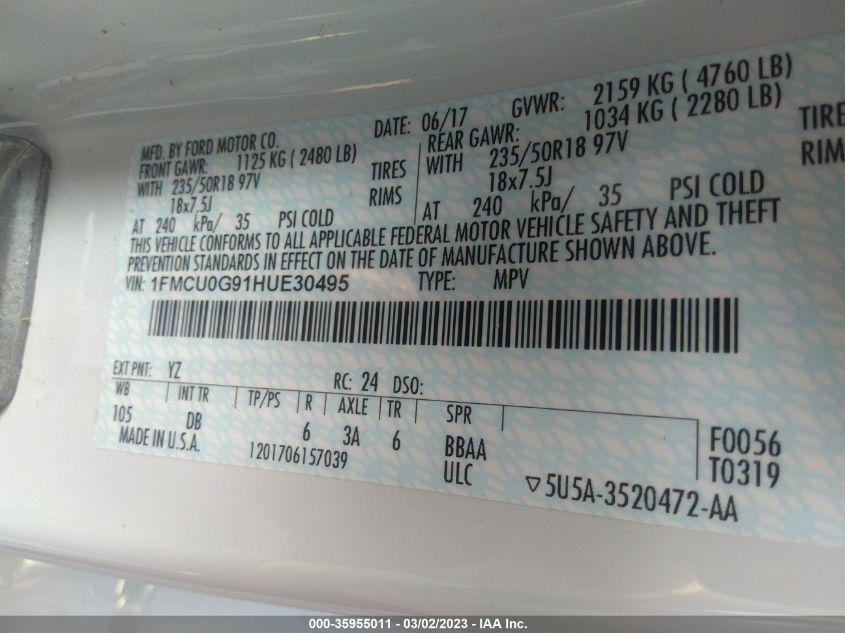 MFD. BY FORD MOTOR CO. DATE: 06/17 GVWR: 2159 KG ( 4760 LB)
FRONT GAWR: 1125 KG ( 2480 LB) REAR GAWR: 1034 KG ( 2280 LB)
WITH 235/50R18 97V TIRES WITH 235/50R18 97V TIRE
18x7.5J RIMS 18x7.5J RIM
AT 240 kPa/ 35 PSI COLD AT 240 kPa/ 35 PSI COLD
THIS VEHICLE CONFORMS TO ALL APPLICABLE FEDERAL MOTOR VEHICLE SAFETY AND THEFT
PREVENTION STANDARDS IN EFFECT ON THE DATE OF MANUFACTURE SHOWN ABOVE.
VIN: 1FMCU0G91HUE30495 TYPE: MPV
EXT PNT: YZ RC: 24 DSO:
WB INT TR TP/PS R AXLE TR SPR
105 DB 6 3A 6 BBAA F0056
MADE IN U.S.A. 1201706157039 ULC T0319
▽5U5A-3520472-AA
000-35955011 - 03/02/2023 - IAA Inc.